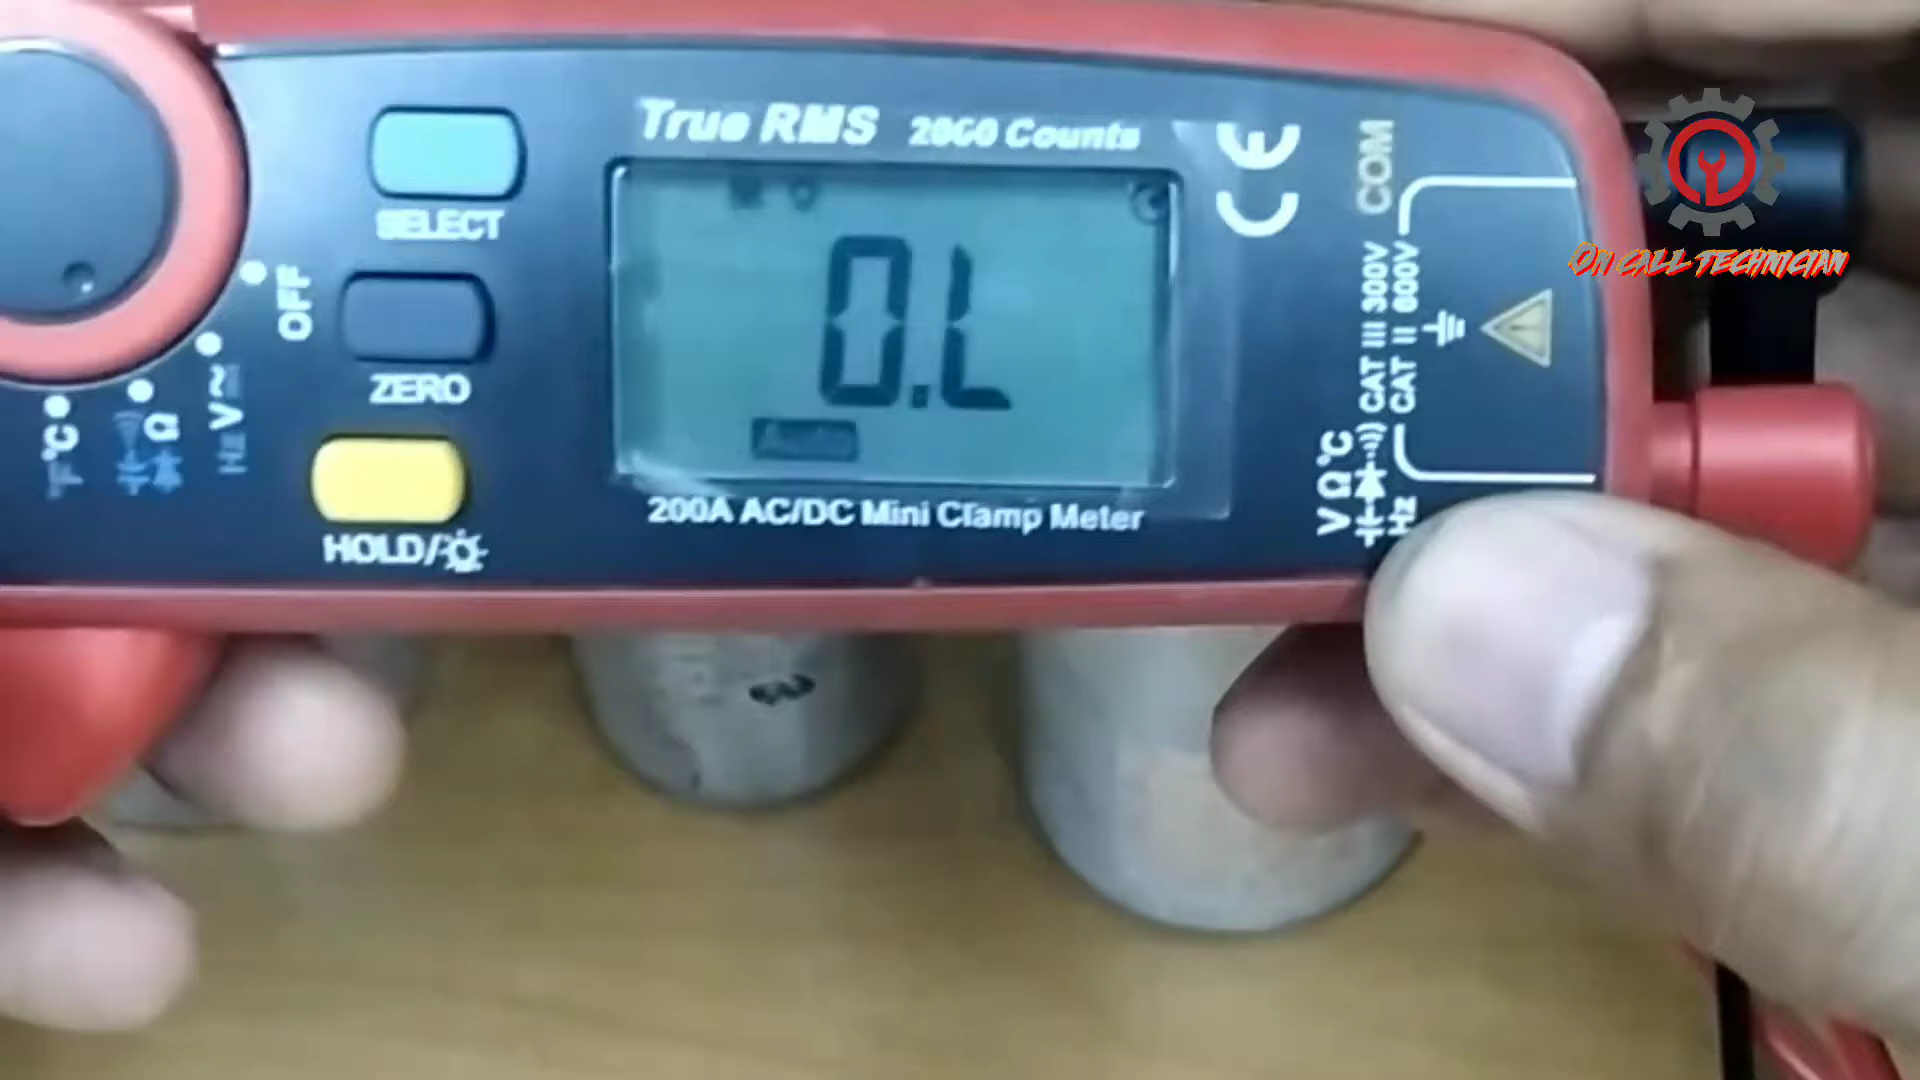 True RMS 2000 Counts
SELECT
OFF
ZERO
HOLD/
0.L
Auto
200A AC/DC Mini Clamp Meter
°C
°F
Ω
Hz V
COM
CAT III 300V
CAT II 600V
V Ω °C
Hz
CE
On call technician